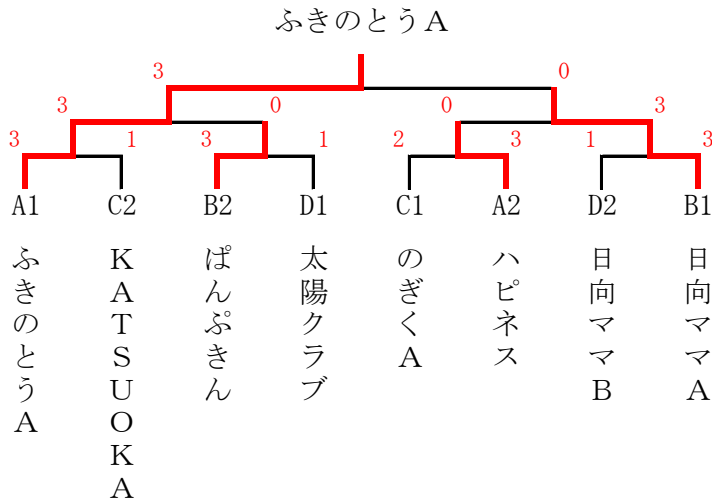 ふきのとうA
3 0
3 0 0 3
3 1 3 1 2 3 1 3
A1 C2 B2 D1 C1 A2 D2 B1
ふきのとうA
KATSUOKA
ぱんぷきん
太陽クラブ
のぎくA
ハピネス
日向ママB
日向ママA